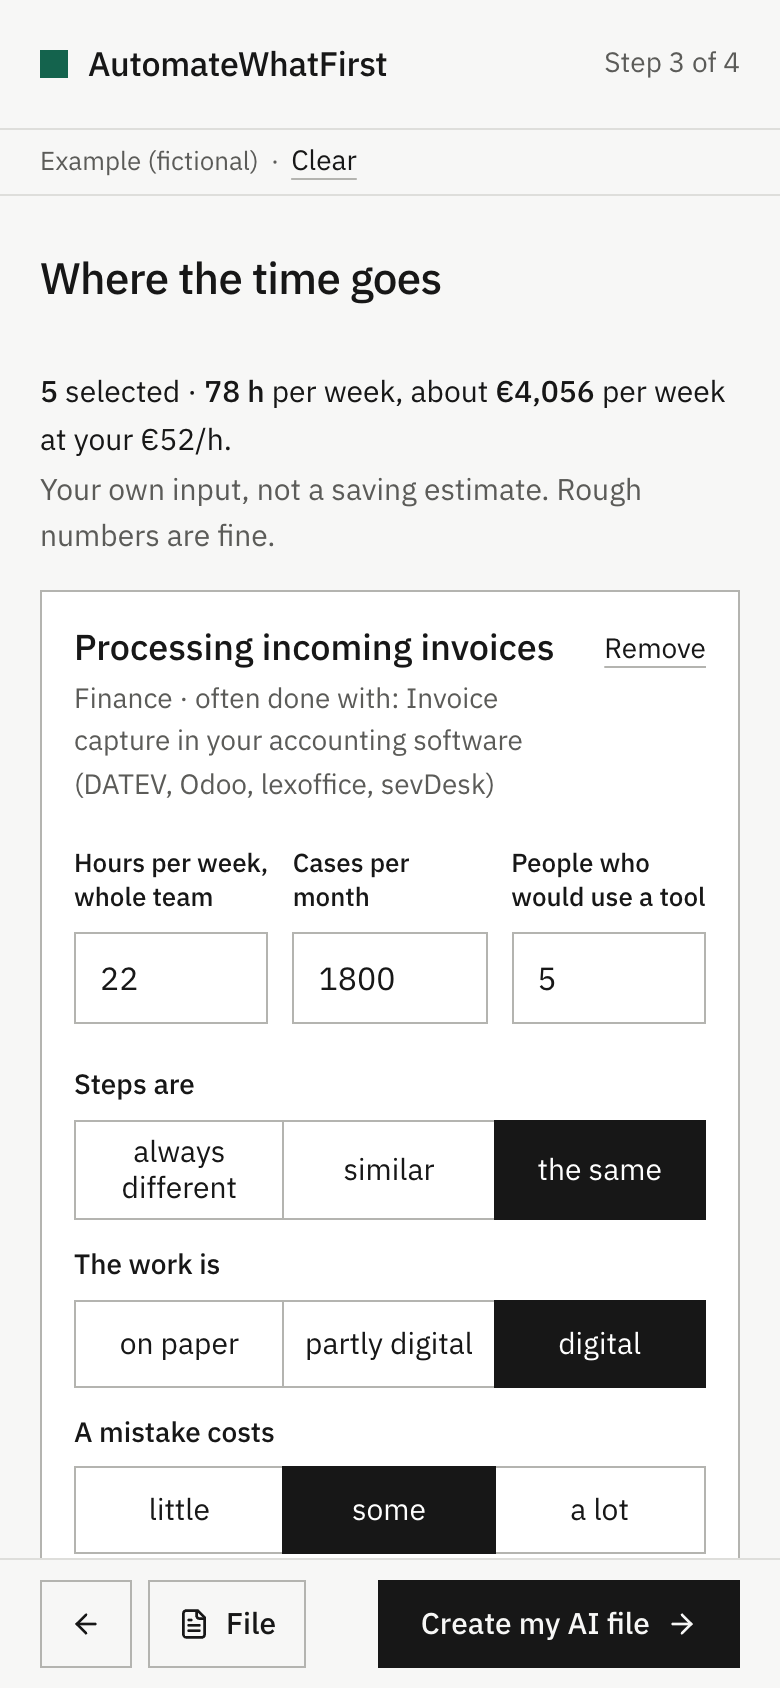 AutomateWhatFirst
Step 3 of 4
Example (fictional) · Clear
Where the time goes
5 selected · 78 h per week, about €4,056 per week
at your €52/h.
Your own input, not a saving estimate. Rough
numbers are fine.
Processing incoming invoices
Remove
Finance · often done with: Invoice
capture in your accounting software
(DATEV, Odoo, lexoffice, sevDesk)
Hours per week,
whole team
Cases per
month
People who
would use a tool
22
1800
5
Steps are
always
different
similar
the same
The work is
on paper
partly digital
digital
A mistake costs
little
some
a lot
File
Create my AI file →